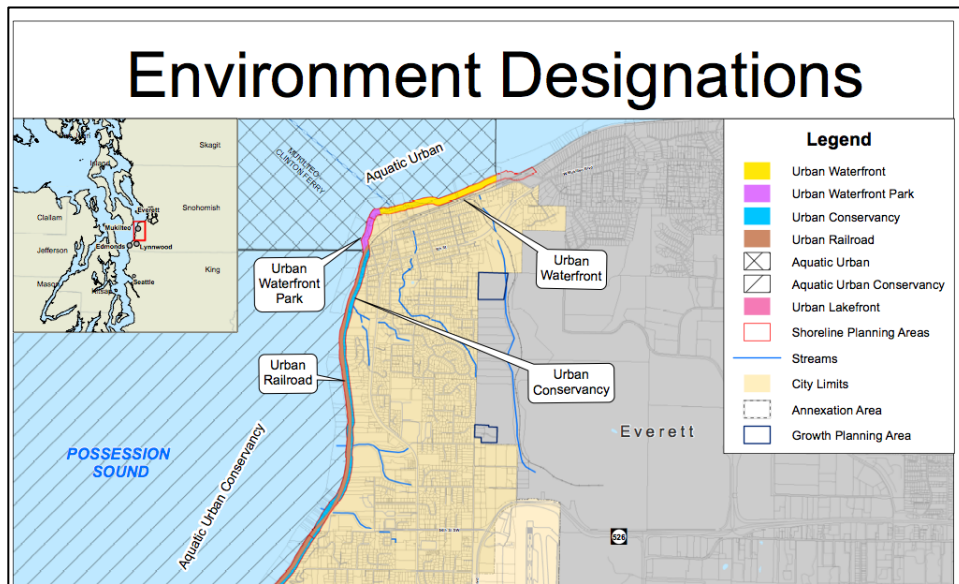 Environment Designations
Island
Skagit
Snohomish
Clallam
Everett
Mukilteo
Jefferson
Edmonds
Lynnwood
King
Mason
Seattle
MUKILTEO
CLINTON FERRY
Aquatic Urban
Urban
Waterfront
Park
Urban
Waterfront
Urban
Railroad
Urban
Conservancy
POSSESSION
SOUND
Aquatic Urban Conservancy
Everett
526
Legend
Urban Waterfront
Urban Waterfront Park
Urban Conservancy
Urban Railroad
Aquatic Urban
Aquatic Urban Conservancy
Urban Lakefront
Shoreline Planning Areas
Streams
City Limits
Annexation Area
Growth Planning Area